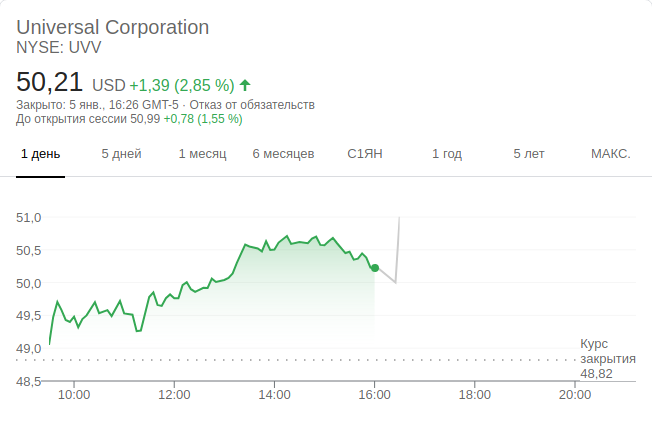 Universal Corporation
NYSE: UVV
50,21 USD +1,39 (2,85 %)
Закрыто: 5 янв., 16:26 GMT-5 · Отказ от обязательств
До открытия сессии 50,99 +0,78 (1,55 %)
1 день 5 дней 1 месяц 6 месяцев С1ЯН 1 год 5 лет МАКС.
51,0
50,5
50,0
49,5
49,0
Курс
закрытия
48,82
48,5
10:00 12:00 14:00 16:00 18:00 20:00